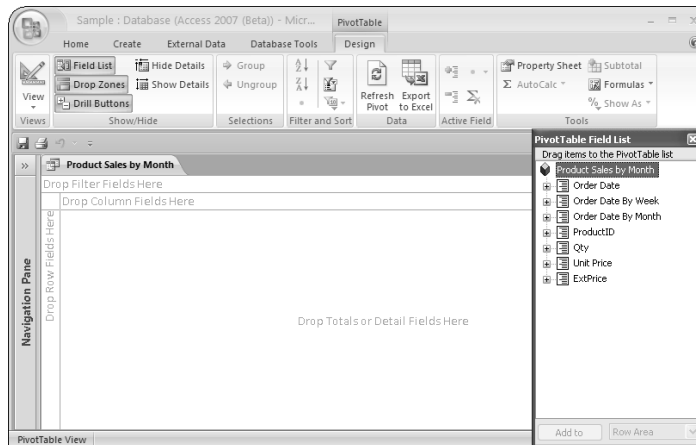 Sample : Database (Access 2007 (Beta)) - Micr...
PivotTable
Home Create External Data Database Tools Design
View
Field List
Drop Zones
Drill Buttons
Hide Details
Show Details
Group
Ungroup
Refresh Pivot
Export to Excel
Property Sheet
AutoCalc
Subtotal
Formulas
Show As
Views Show/Hide Selections Filter and Sort Data Active Field Tools
Product Sales by Month
Drop Filter Fields Here
Drop Column Fields Here
Drop Row Fields Here
Navigation Pane
Drop Totals or Detail Fields Here
PivotTable Field List
Drag items to the PivotTable list
Product Sales by Month
Order Date
Order Date By Week
Order Date By Month
ProductID
Qty
Unit Price
ExtPrice
Add to
Row Area
PivotTable View